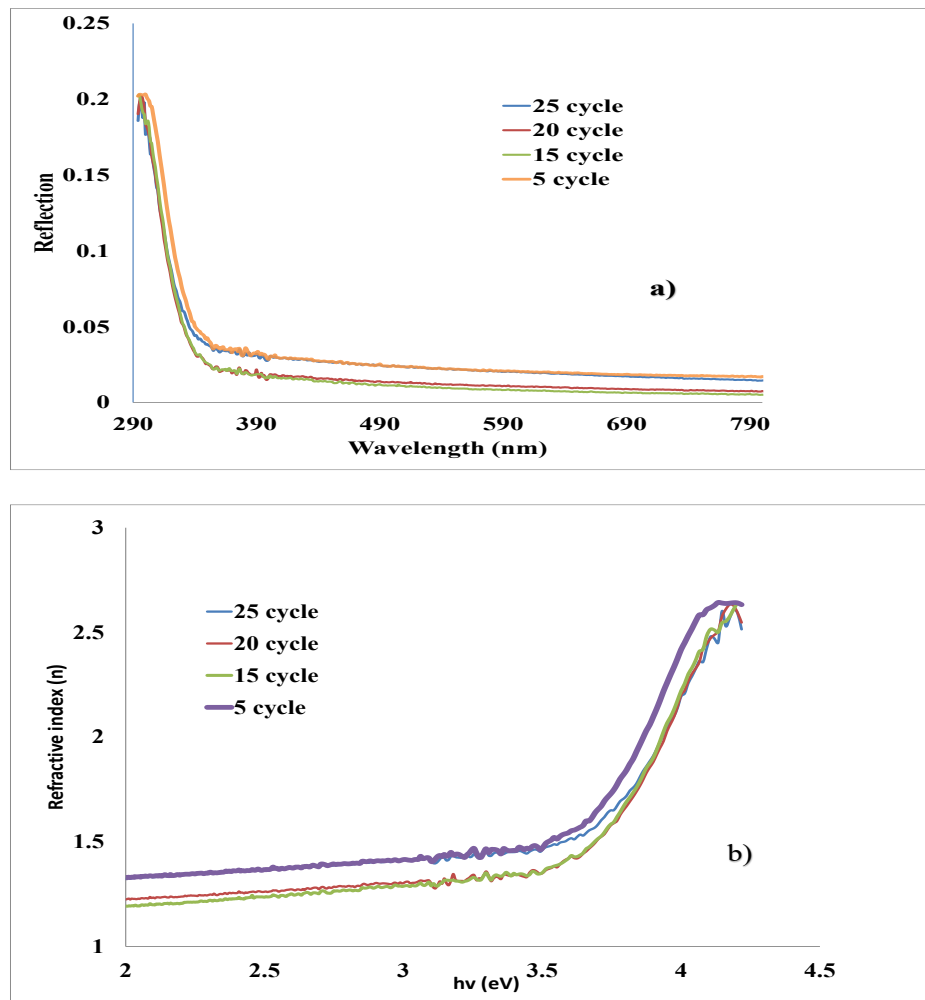 0.25
0.2
0.15
0.1
0.05
0
Reflection
25 cycle
20 cycle
15 cycle
5 cycle
a)
290 390 490 590 690 790
Wavelength (nm)
3
2.5
2
1.5
1
Refractive index (n)
25 cycle
20 cycle
15 cycle
5 cycle
b)
2 2.5 3 3.5 4 4.5
hν (eV)